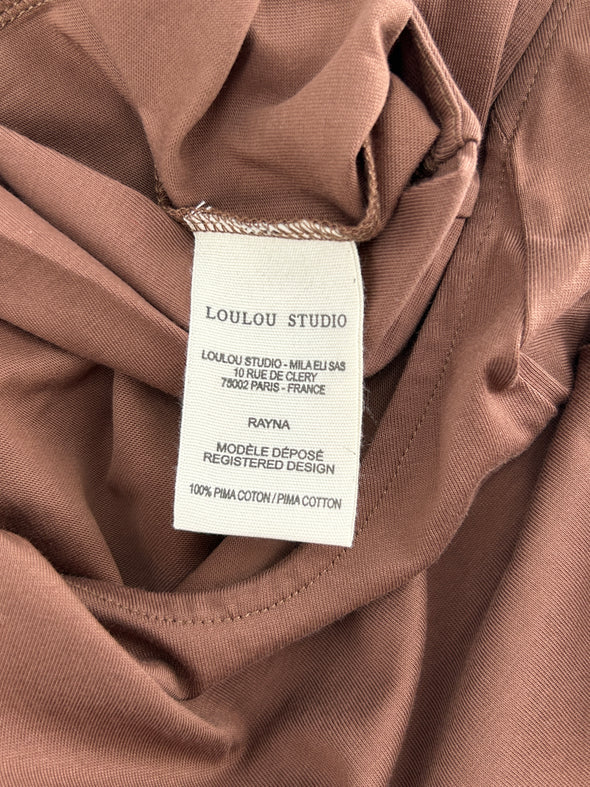 LOULOU STUDIO
LOULOU STUDIO - MILA ELI SAS
10 RUE DE CLERY
75002 PARIS - FRANCE
RAYNA
MODÈLE DÉPOSÉ
REGISTERED DESIGN
100% PIMA COTON / PIMA COTTON